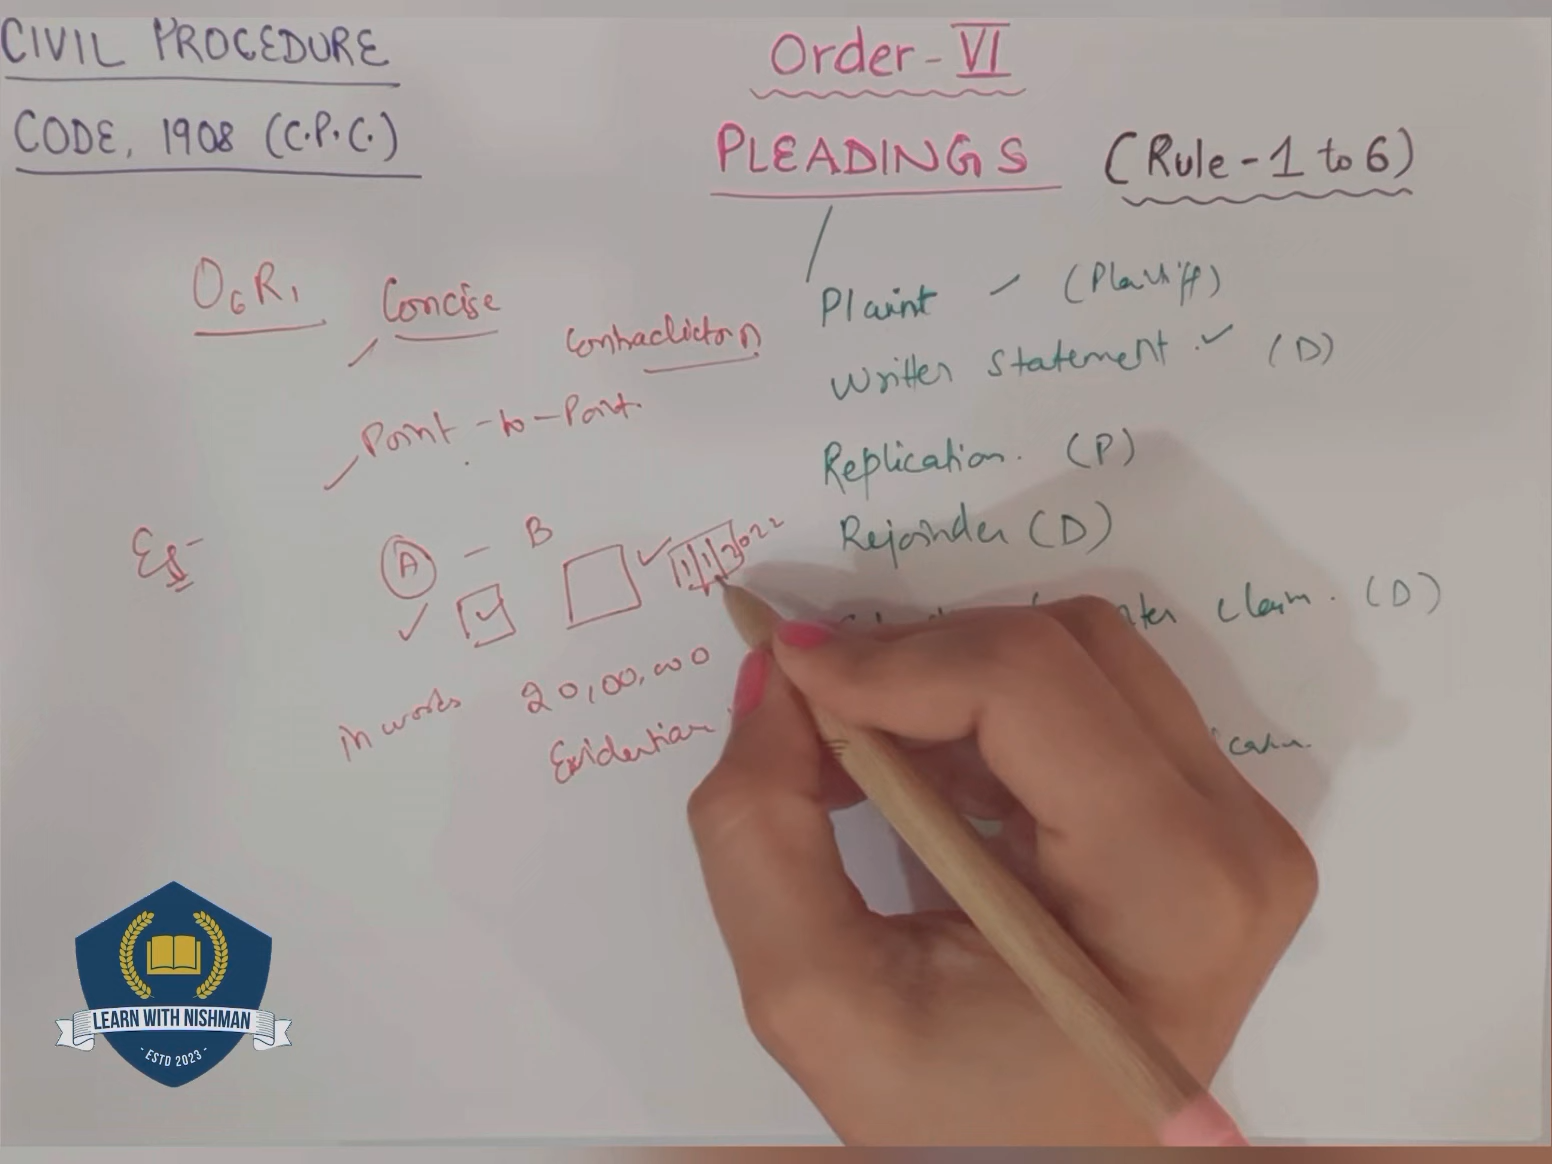 CIVIL PROCEDURE
CODE, 1908 (C.P.C.)
Order - VI
PLEADINGS (Rule - 1 to 6)
O6R1
Concise
Contradictory
Point - to - Point.
Eg-
A - B
1/1/2022
in words 20,00,000
Evidentiary
Plaint (Plaintiff)
Written Statement. (D)
Replication. (P)
Rejoinder (D)
claim. (D)
LEARN WITH NISHMAN
- ESTD 2023 -